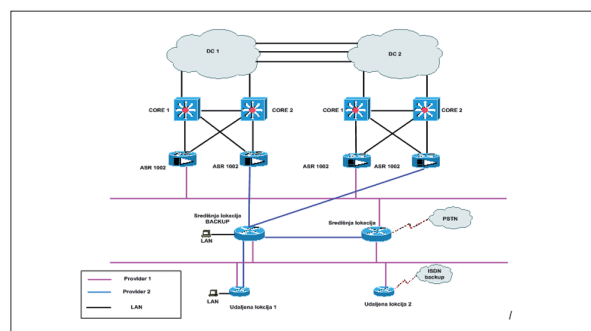 DC 1
DC 2
CORE 1
CORE 2
CORE 1
CORE 2
ASR 1002
ASR 1002
ASR 1002
ASR 1002
Središnja lokacija
BACKUP
Središnja lokacija
PSTN
LAN
ISDN
backup
Provider 1
Provider 2
LAN
LAN
Udaljena lokcija 1
Udaljena lokcija 2
/